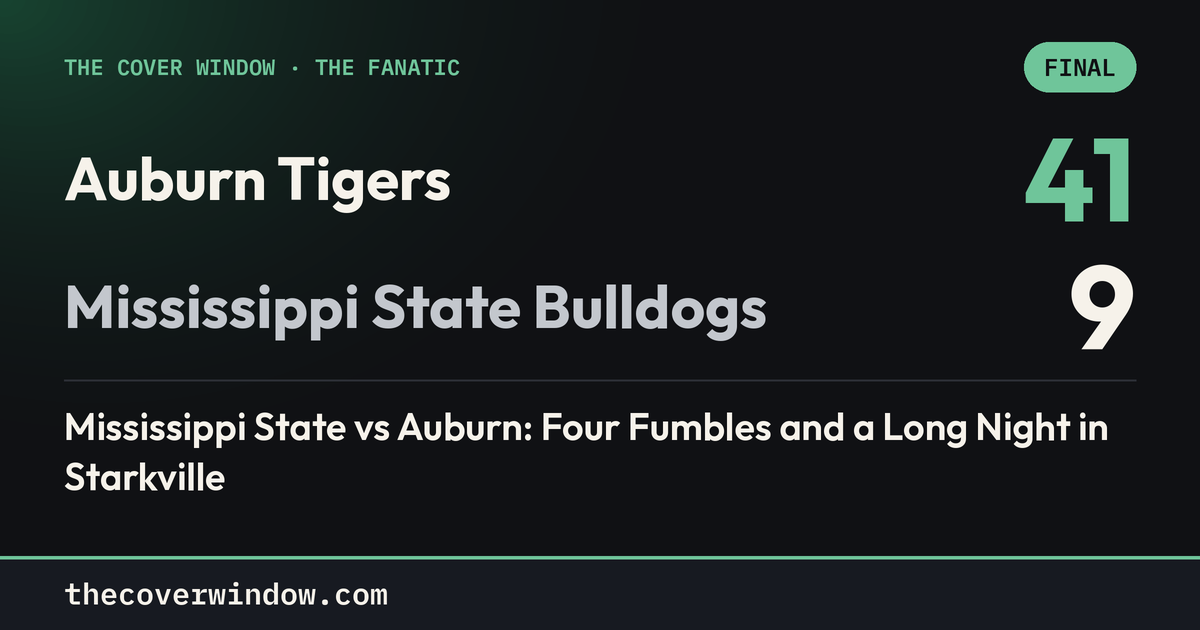 THE COVER WINDOW · THE FANATIC
FINAL
Auburn Tigers
41
Mississippi State Bulldogs
9
Mississippi State vs Auburn: Four Fumbles and a Long Night in
Starkville
thecoverwindow.com